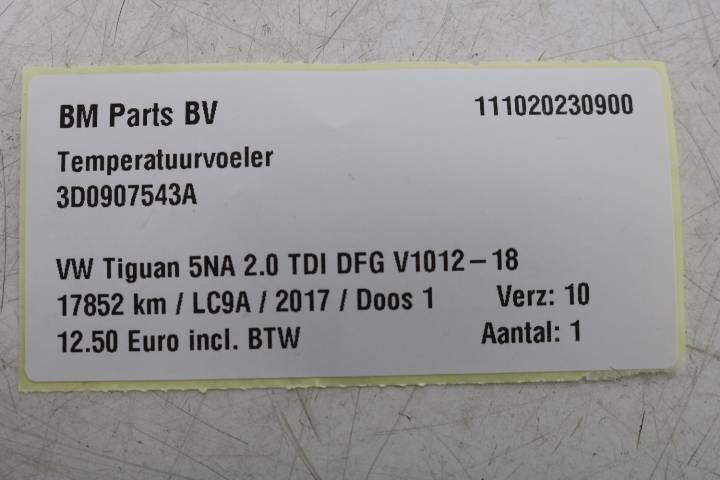 BM Parts BV 111020230900
Temperatuurvoeler
3D0907543A
VW Tiguan 5NA 2.0 TDI DFG V1012-18
17852 km / LC9A / 2017 / Doos 1 Verz: 10
12.50 Euro incl. BTW Aantal: 1